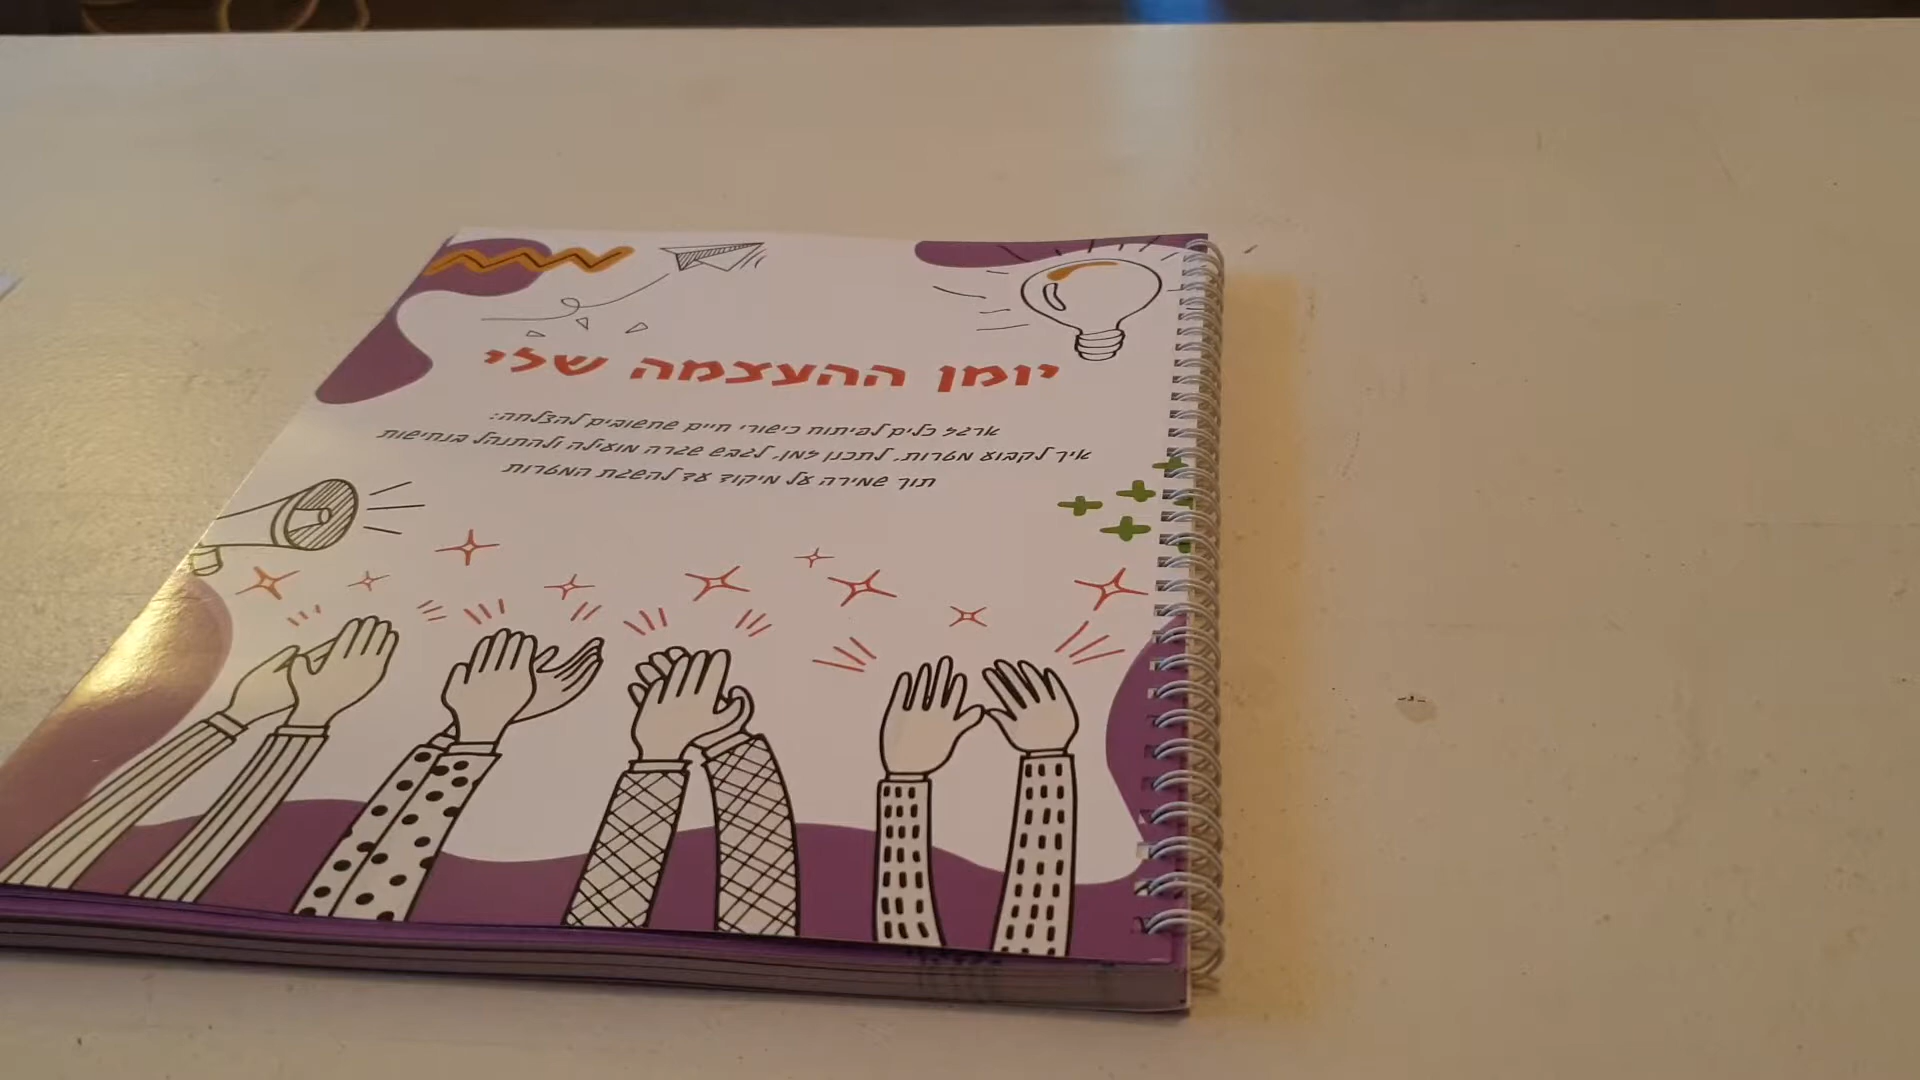 יומן ההעצמה שלי
ארגז כלים לפיתוח כישורי חיים שחשובים להצלחה:
איך לקבוע מטרות, לתכנן זמן, לגבש שגרה מועילה ולהתנהל בגמישות
תוך שמירה על מיקוד עד להשגת המטרות